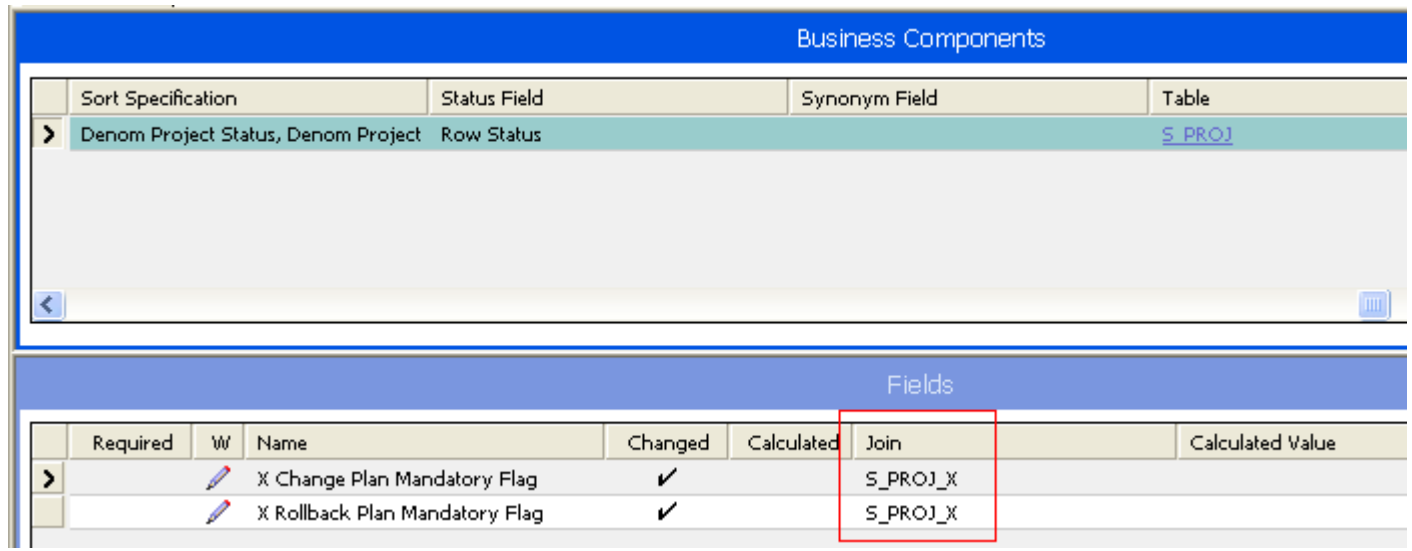 Business Components
Sort Specification Status Field Synonym Field Table
Denom Project Status, Denom Project Row Status S_PROJ
Fields
Required W Name Changed Calculated Join Calculated Value
X Change Plan Mandatory Flag S_PROJ_X
X Rollback Plan Mandatory Flag S_PROJ_X